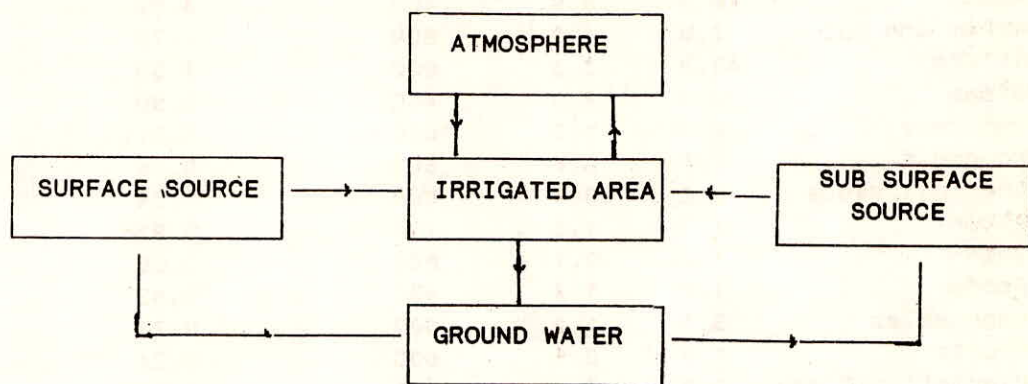 ATMOSPHERE
SURFACE SOURCE
IRRIGATED AREA
SUB SURFACE
SOURCE
GROUND WATER